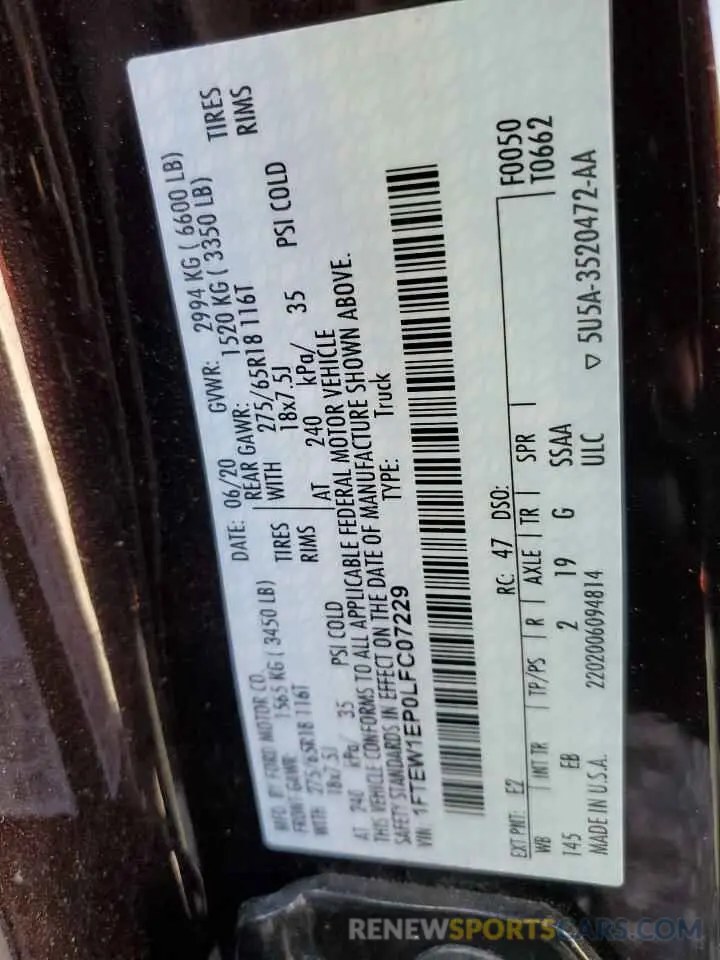 MFD. BY FORD MOTOR CO. DATE: 06/20 GVWR: 2994 KG ( 6600 LB)
FRONT GAWR: 1565 KG ( 3450 LB) REAR GAWR: 1520 KG ( 3350 LB)
WITH 275/65R18 116T TIRES WITH 275/65R18 116T TIRES
18x7.5J RIMS 18x7.5J RIMS
AT 240 kPa/ 35 PSI COLD AT 240 kPa/ 35 PSI COLD
THIS VEHICLE CONFORMS TO ALL APPLICABLE FEDERAL MOTOR VEHICLE
SAFETY STANDARDS IN EFFECT ON THE DATE OF MANUFACTURE SHOWN ABOVE.
VIN: 1FTEW1EP0LFC07229 TYPE: Truck
EXT PNT: E2 RC: 47 DSO: F0050
WB INT TR TP/PS R AXLE TR SPR T0662
145 EB 2 19 G SSAA
MADE IN U.S.A. 2202006094814 ULC ▽ 5U5A-3520472-AA
RENEWSPORTSCARS.COM